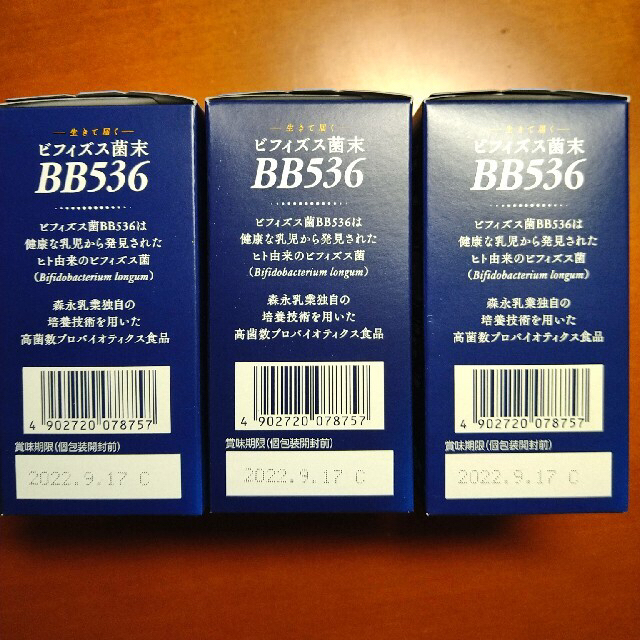 生きて届く
ビフィズス菌末
BB536
ビフィズス菌BB536は
健康な乳児から発見された
ヒト由来のビフィズス菌
(Bifidobacterium longum)
森永乳業独自の
培養技術を用いた
高菌数プロバイオティクス食品
4 902720 078757
賞味期限(個包装開封前)
2022.9.17 C
生きて届く
ビフィズス菌末
BB536
ビフィズス菌BB536は
健康な乳児から発見された
ヒト由来のビフィズス菌
(Bifidobacterium longum)
森永乳業独自の
培養技術を用いた
高菌数プロバイオティクス食品
4 902720 078757
賞味期限(個包装開封前)
2022.9.17 C
生きて届く
ビフィズス菌末
BB536
ビフィズス菌BB536は
健康な乳児から発見された
ヒト由来のビフィズス菌
(Bifidobacterium longum)
森永乳業独自の
培養技術を用いた
高菌数プロバイオティクス食品
4 902720 078757
賞味期限(個包装開封前)
2022.9.17 C